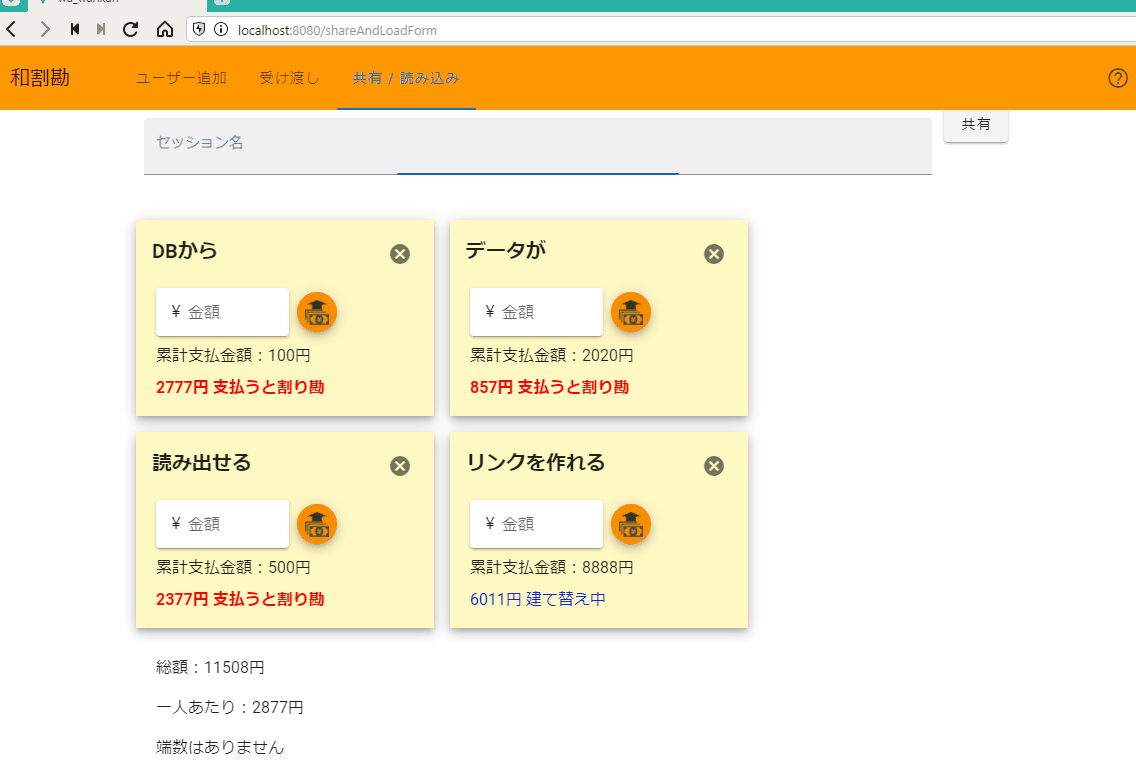 localhost:8080/shareAndLoadForm
和割勘
ユーザー追加
受け渡し
共有 / 読み込み
セッション名
共有
DBから
¥ 金額
累計支払金額：100円
2777円 支払うと割り勘
データが
¥ 金額
累計支払金額：2020円
857円 支払うと割り勘
読み出せる
¥ 金額
累計支払金額：500円
2377円 支払うと割り勘
リンクを作れる
¥ 金額
累計支払金額：8888円
6011円 建て替え中
総額：11508円
一人あたり：2877円
端数はありません